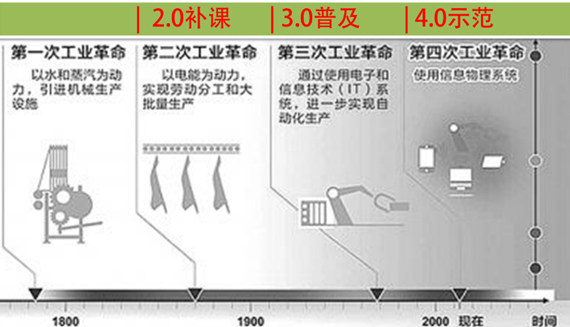 | 2.0补课 | 3.0普及 | 4.0示范
第一次工业革命
以水和蒸汽为动
力，引进机械生产
设施
第二次工业革命
以电能为动力，
实现劳动分工和大
批量生产
第三次工业革命
通过使用电子和
信息技术（IT）系
统，进一步实现自
动化生产
第四次工业革命
使用信息物理系统
1800 1900 2000 现在 时间